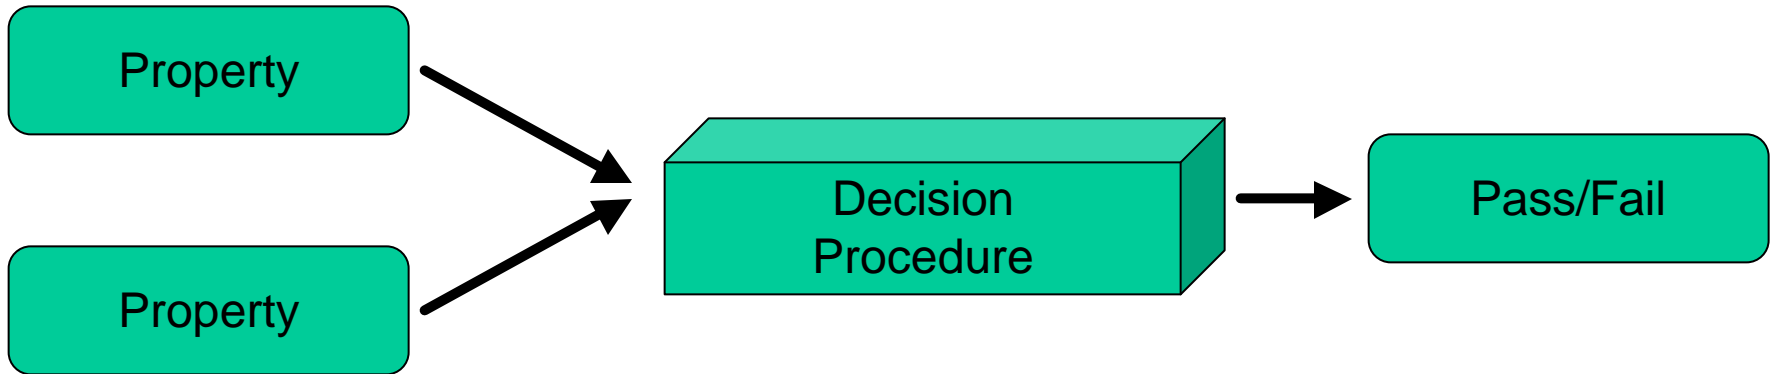 Property
Decision
Procedure
Pass/Fail
Property